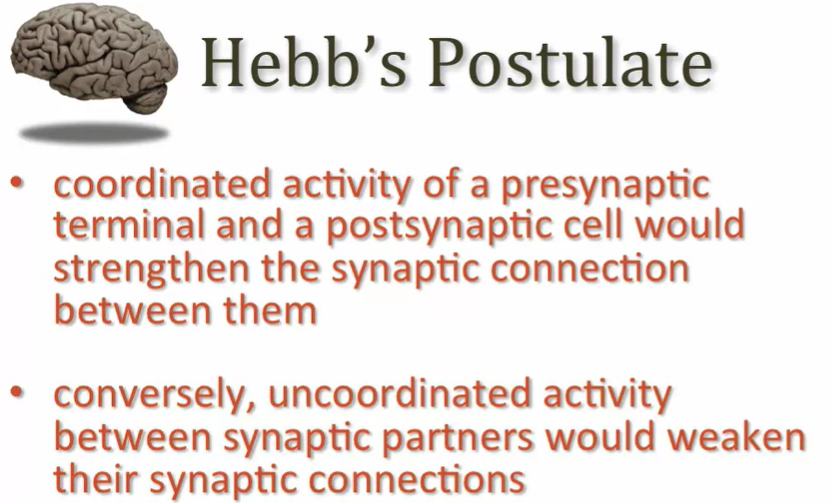 Hebb's Postulate
• coordinated activity of a presynaptic
terminal and a postsynaptic cell would
strengthen the synaptic connection
between them
• conversely, uncoordinated activity
between synaptic partners would weaken
their synaptic connections